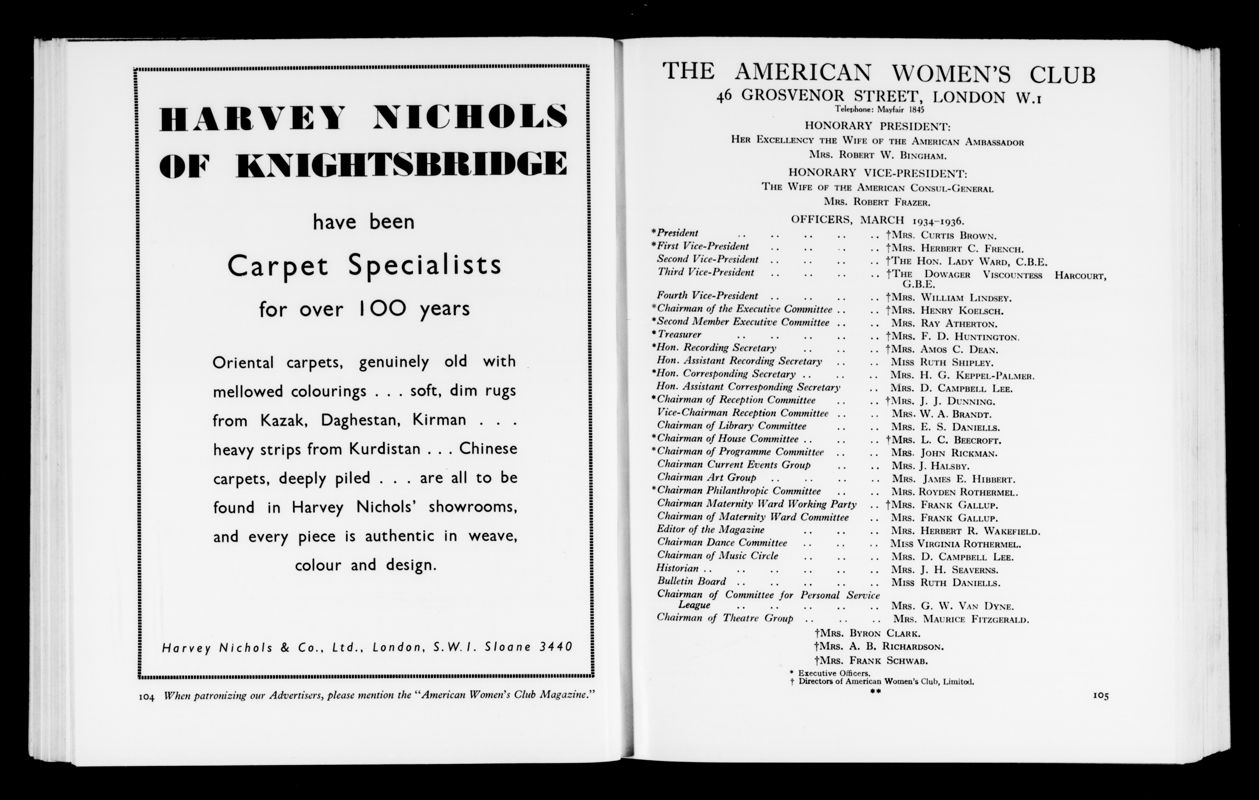 HARVEY NICHOLS
OF KNIGHTSBRIDGE
have been
Carpet Specialists
for over 100 years
Oriental carpets, genuinely old with
mellowed colourings . . . soft, dim rugs
from Kazak, Daghestan, Kirman . . .
heavy strips from Kurdistan . . . Chinese
carpets, deeply piled . . . are all to be
found in Harvey Nichols' showrooms,
and every piece is authentic in weave,
colour and design.
Harvey Nichols & Co., Ltd., London, S.W.1. Sloane 3440
104 When patronizing our Advertisers, please mention the "American Women's Club Magazine."
THE AMERICAN WOMEN'S CLUB
46 GROSVENOR STREET, LONDON W.1
Telephone: Mayfair 1845
HONORARY PRESIDENT:
HER EXCELLENCY THE WIFE OF THE AMERICAN AMBASSADOR
MRS. ROBERT W. BINGHAM.
HONORARY VICE-PRESIDENT:
THE WIFE OF THE AMERICAN CONSUL-GENERAL
MRS. ROBERT FRAZER.
OFFICERS, MARCH 1934-1936.
*President .. .. .. .. .. †MRS. CURTIS BROWN.
*First Vice-President .. .. .. .. †MRS. HERBERT C. FRENCH.
Second Vice-President .. .. .. .. †THE HON. LADY WARD, C.B.E.
Third Vice-President .. .. .. .. †THE DOWAGER VISCOUNTESS HARCOURT,
G.B.E.
Fourth Vice-President .. .. .. .. †MRS. WILLIAM LINDSEY.
*Chairman of the Executive Committee .. .. †MRS. HENRY KOELSCH.
*Second Member Executive Committee .. .. MRS. RAY ATHERTON.
*Treasurer .. .. .. .. .. †MRS. F. D. HUNTINGTON.
*Hon. Recording Secretary .. .. .. †MRS. AMOS C. DEAN.
Hon. Assistant Recording Secretary .. .. MISS RUTH SHIPLEY.
*Hon. Corresponding Secretary .. .. .. MRS. H. G. KEPPEL-PALMER.
Hon. Assistant Corresponding Secretary .. MRS. D. CAMPBELL LEE.
*Chairman of Reception Committee .. .. †MRS. J. J. DUNNING.
Vice-Chairman Reception Committee .. .. MRS. W. A. BRANDT.
Chairman of Library Committee .. .. MRS. E. S. DANIELLS.
*Chairman of House Committee .. .. .. †MRS. L. C. BEECROFT.
*Chairman of Programme Committee .. .. MRS. JOHN RICKMAN.
Chairman Current Events Group .. .. MRS. J. HALSBY.
Chairman Art Group .. .. .. .. MRS. JAMES E. HIBBERT.
*Chairman Philanthropic Committee .. .. MRS. ROYDEN ROTHERMEL.
Chairman Maternity Ward Working Party .. †MRS. FRANK GALLUP.
Chairman of Maternity Ward Committee .. MRS. FRANK GALLUP.
Editor of the Magazine .. .. .. MRS. HERBERT R. WAKEFIELD.
Chairman Dance Committee .. .. .. MISS VIRGINIA ROTHERMEL.
Chairman of Music Circle .. .. .. MRS. D. CAMPBELL LEE.
Historian .. .. .. .. .. .. MRS. J. H. SEAVERNS.
Bulletin Board .. .. .. .. .. MISS RUTH DANIELLS.
Chairman of Committee for Personal Service
League .. .. .. .. .. MRS. G. W. VAN DYNE.
Chairman of Theatre Group .. .. .. MRS. MAURICE FITZGERALD.
†MRS. BYRON CLARK.
†MRS. A. B. RICHARDSON.
†MRS. FRANK SCHWAB.
* Executive Officers.
† Directors of American Women's Club, Limited.
**
105